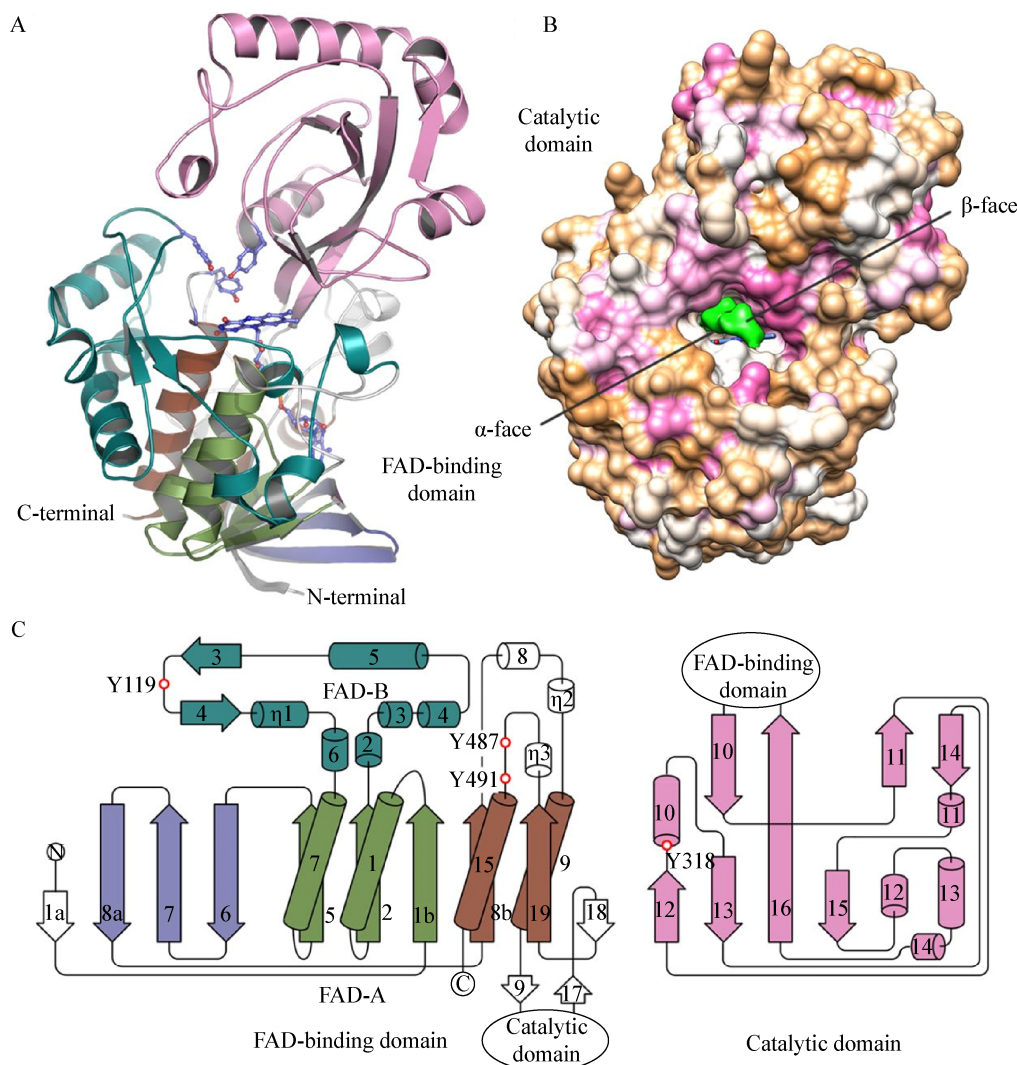 A
B
Catalytic
domain
β-face
α-face
FAD-binding
domain
C-terminal
N-terminal
C
3
5
8
Y119
FAD-B
4
η1
3
4
η2
6
2
Y487
η3
Y491
7
1
15
9
N
1a
8a
7
6
5
2
1b
8b
19
18
C
9
17
FAD-A
FAD-binding domain
Catalytic
domain
FAD-binding
domain
10
11
14
10
11
Y318
12
13
16
15
12
13
14
Catalytic domain